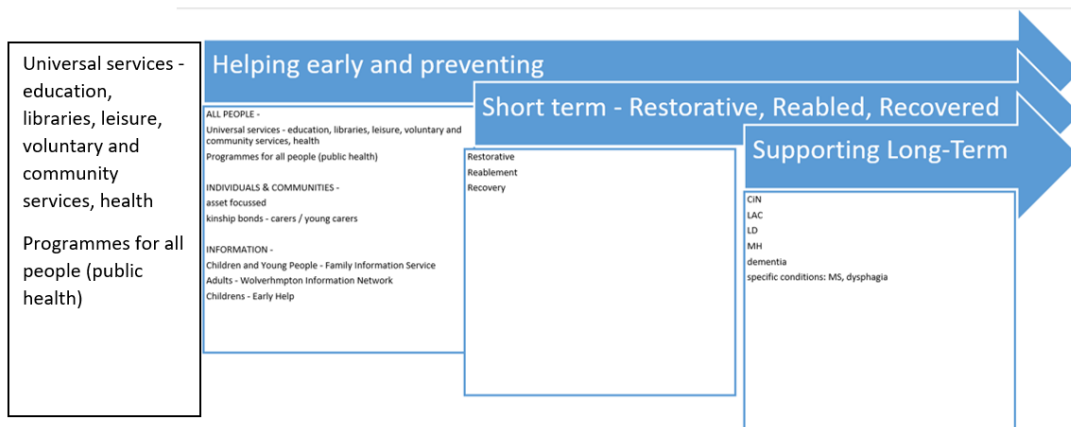 Universal services -
education,
libraries, leisure,
voluntary and
community
services, health
Programmes for all
people (public
health)
Helping early and preventing
ALL PEOPLE -
Universal services - education, libraries, leisure, voluntary and
community services, health
Programmes for all people (public health)
INDIVIDUALS & COMMUNITIES -
asset focussed
kinship bonds - carers / young carers
INFORMATION -
Children and Young People - Family Information Service
Adults - Wolverhmpton Information Network
Childrens - Early Help
Short term - Restorative, Reabled, Recovered
Restorative
Reablement
Recovery
Supporting Long-Term
CiN
LAC
LD
MH
dementia
specific conditions: MS, dysphagia